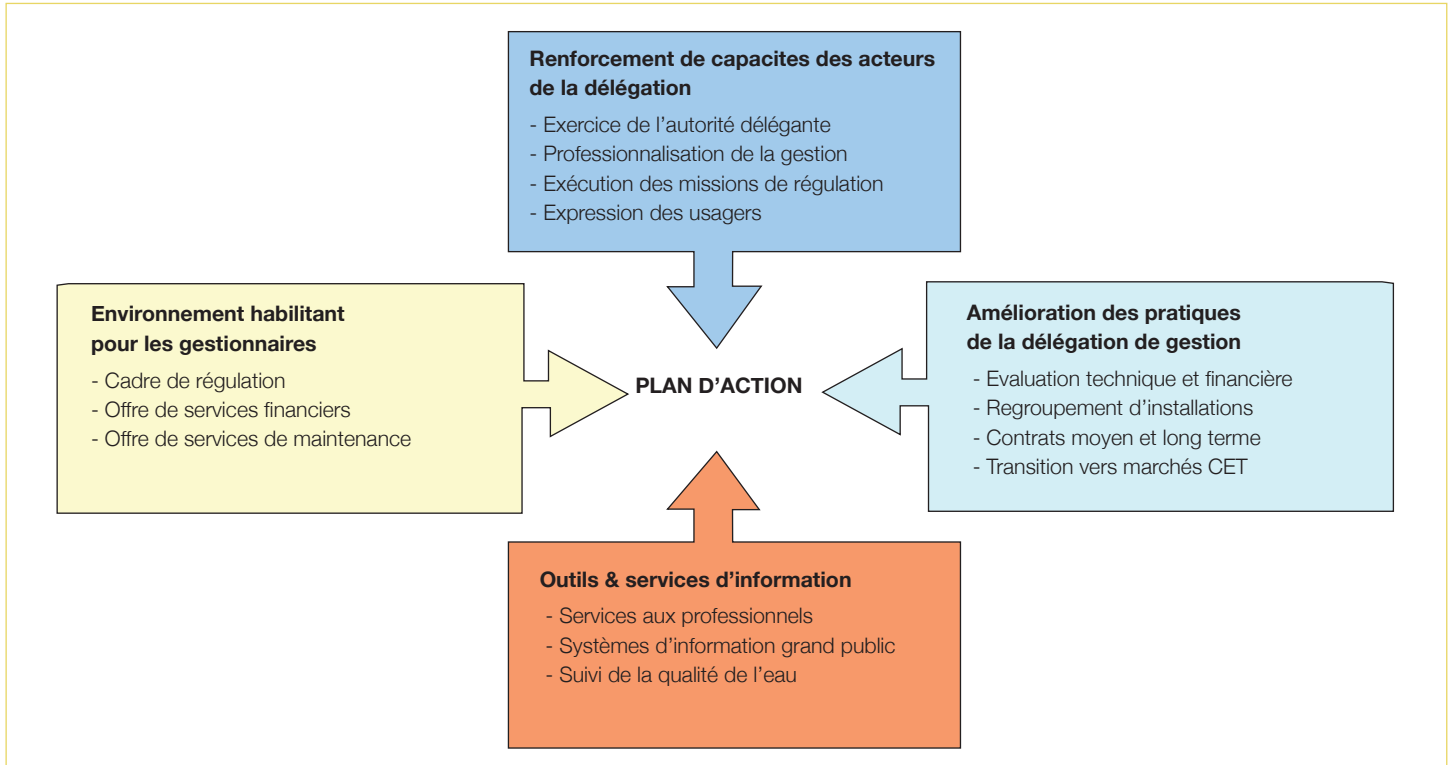 Renforcement de capacites des acteurs
de la délégation
- Exercice de l’autorité délégante
- Professionnalisation de la gestion
- Exécution des missions de régulation
- Expression des usagers
Environnement habilitant
pour les gestionnaires
- Cadre de régulation
- Offre de services financiers
- Offre de services de maintenance
PLAN D’ACTION
Amélioration des pratiques
de la délégation de gestion
- Evaluation technique et financière
- Regroupement d’installations
- Contrats moyen et long terme
- Transition vers marchés CET
Outils & services d’information
- Services aux professionnels
- Systèmes d’information grand public
- Suivi de la qualité de l’eau